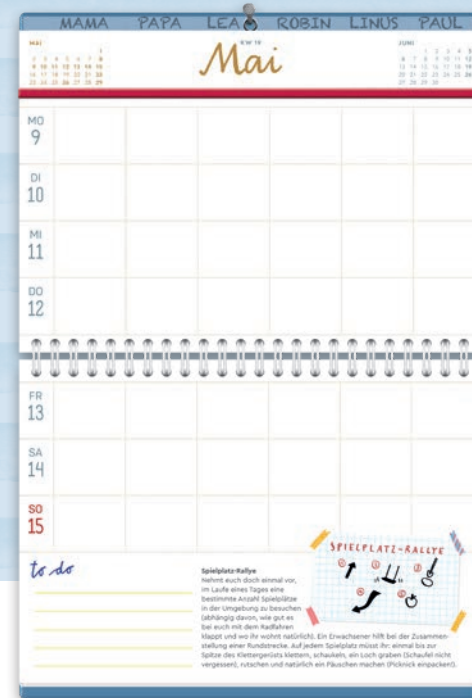 MAMA PAPA LEA ROBIN LINUS PAUL
KW 19
MAI
Mai
JUNI
MO
9
DI
10
MI
11
DO
12
FR
13
SA
14
SO
15
to do
Spielplatz-Rallye
Nehmt euch doch einmal vor,
im Laufe eines Tages eine
bestimmte Anzahl Spielplätze
in der Umgebung zu besuchen
(abhängig davon, wie gut es
bei euch mit dem Radfahren
klappt und wo ihr wohnt natürlich). Ein Erwachsener hilft bei der Zusammen-
stellung einer Rundstrecke. Auf jedem Spielplatz müsst ihr: einmal bis zur
Spitze des Klettergerüsts klettern, schaukeln, ein Loch graben (Schaufel nicht
vergessen), rutschen und natürlich ein Päuschen machen (Picknick einpacken!).
SPIELPLATZ-RALLYE